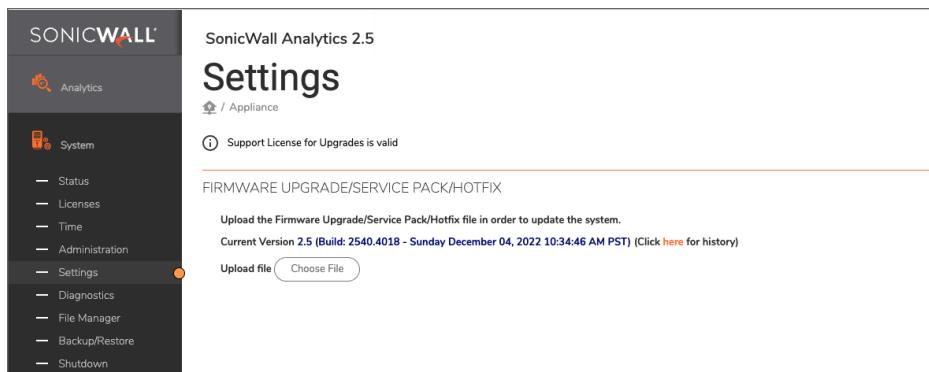 SONICWALL
Analytics
System
Status
Licenses
Time
Administration
Settings
Diagnostics
File Manager
Backup/Restore
Shutdown
SonicWall Analytics 2.5
Settings
/ Appliance
Support License for Upgrades is valid
FIRMWARE UPGRADE/SERVICE PACK/HOTFIX
Upload the Firmware Upgrade/Service Pack/Hotfix file in order to update the system.
Current Version 2.5 (Build: 2540.4018 - Sunday December 04, 2022 10:34:46 AM PST) (Click here for history)
Upload file Choose File